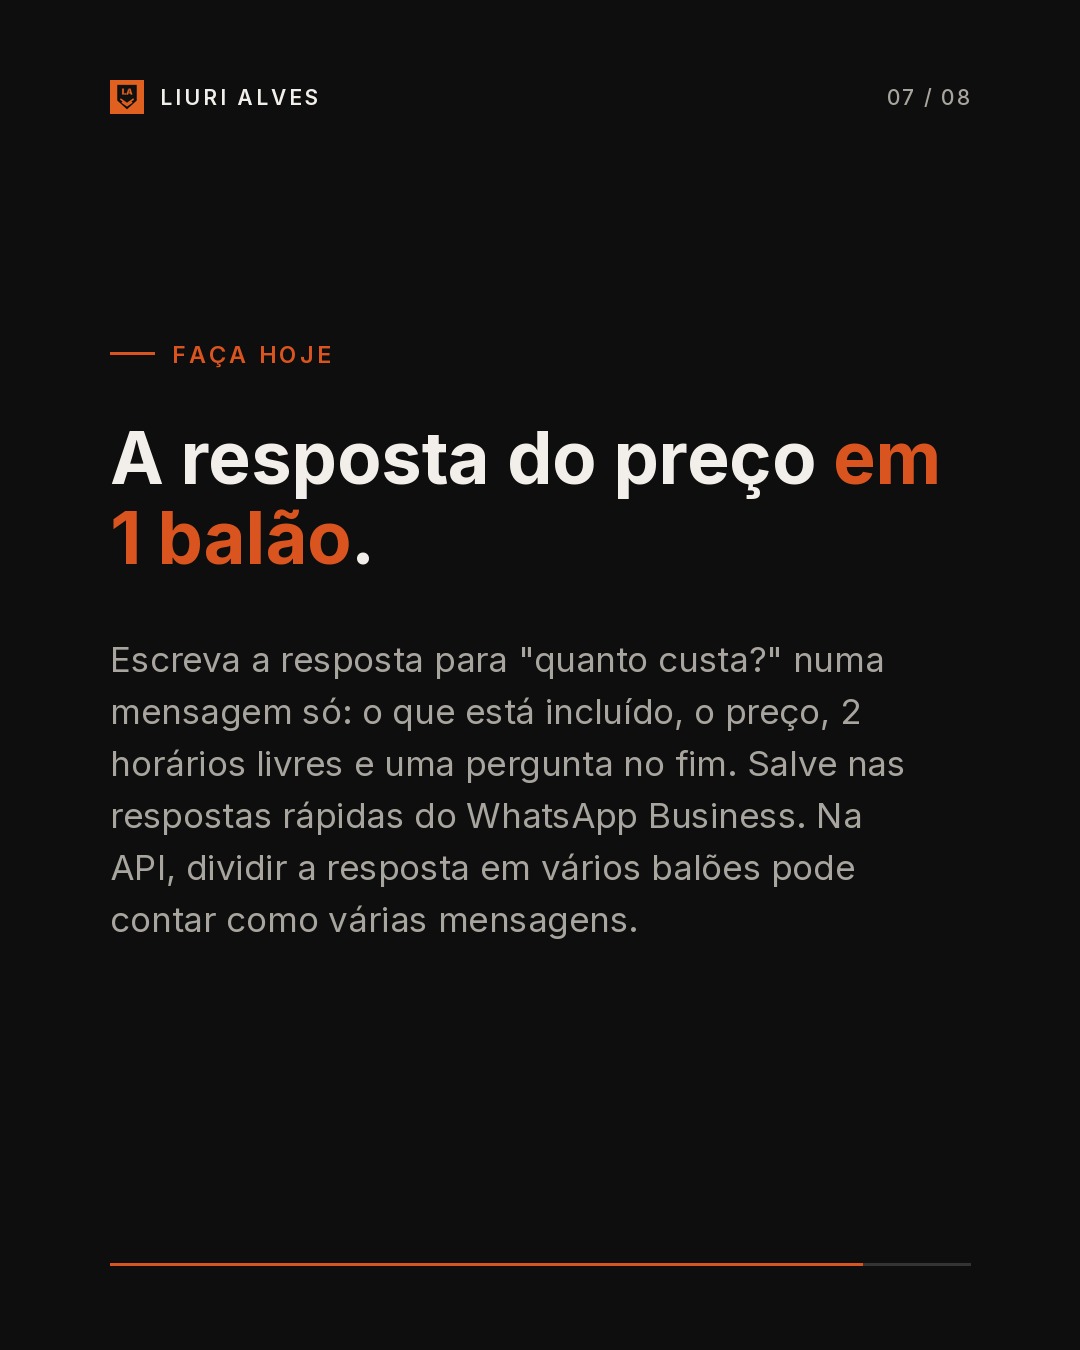 LA
LIURI ALVES
07 / 08
FAÇA HOJE
A resposta do preço em
1 balão.
Escreva a resposta para "quanto custa?" numa
mensagem só: o que está incluído, o preço, 2
horários livres e uma pergunta no fim. Salve nas
respostas rápidas do WhatsApp Business. Na
API, dividir a resposta em vários balões pode
contar como várias mensagens.